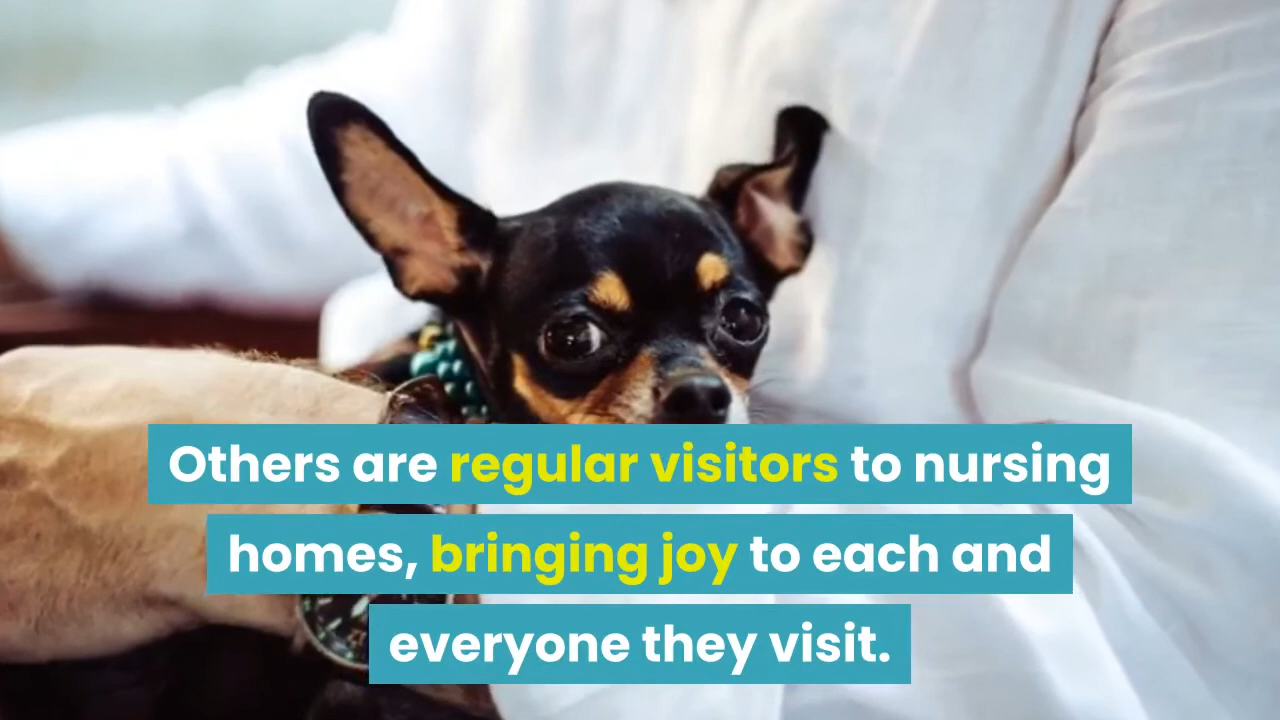 Others are regular visitors to nursing
homes, bringing joy to each and
everyone they visit.